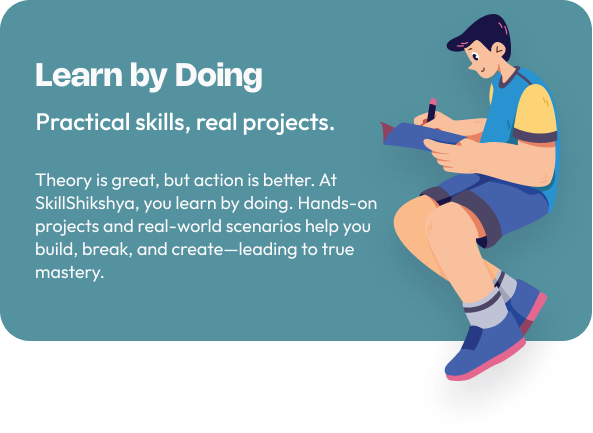 Learn by Doing
Practical skills, real projects.
Theory is great, but action is better. At
SkillShikshya, you learn by doing. Hands-on
projects and real-world scenarios help you
build, break, and create—leading to true
mastery.